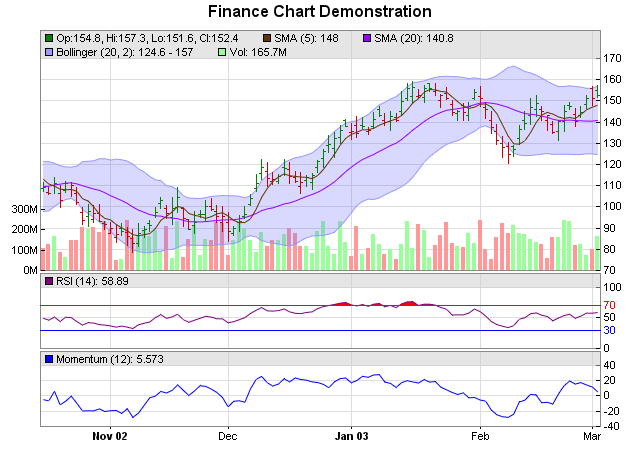 Finance Chart Demonstration
Op:154.8, Hi:157.3, Lo:151.6, Cl:152.4 SMA (5): 148 SMA (20): 140.8
Bollinger (20, 2): 124.6 - 157 Vol: 165.7M
170
160
150
140
130
120
110
300M 100
200M 90
100M 80
0M 70
RSI (14): 58.89
100
70
50
30
0
Momentum (12): 5.573
40
20
0
-20
-40
Nov 02 Dec Jan 03 Feb Mar